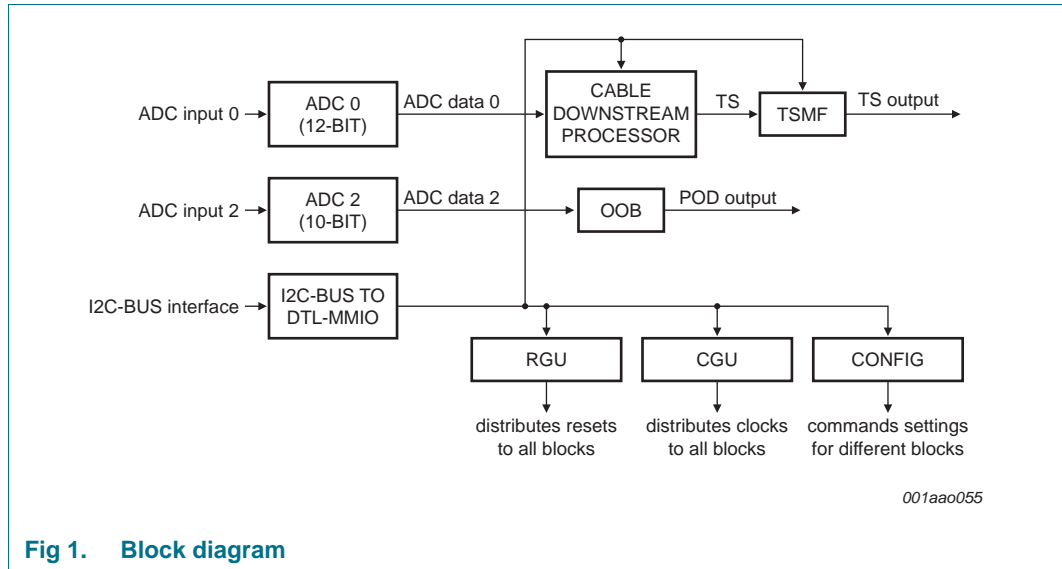 ADC input 0
ADC 0
(12-BIT)
ADC data 0
CABLE
DOWNSTREAM
PROCESSOR
TS
TSMF
TS output
ADC input 2
ADC 2
(10-BIT)
ADC data 2
OOB
POD output
I2C-BUS interface
I2C-BUS TO
DTL-MMIO
RGU
CGU
CONFIG
distributes resets
to all blocks
distributes clocks
to all blocks
commands settings
for different blocks
001aao055
Fig 1. Block diagram